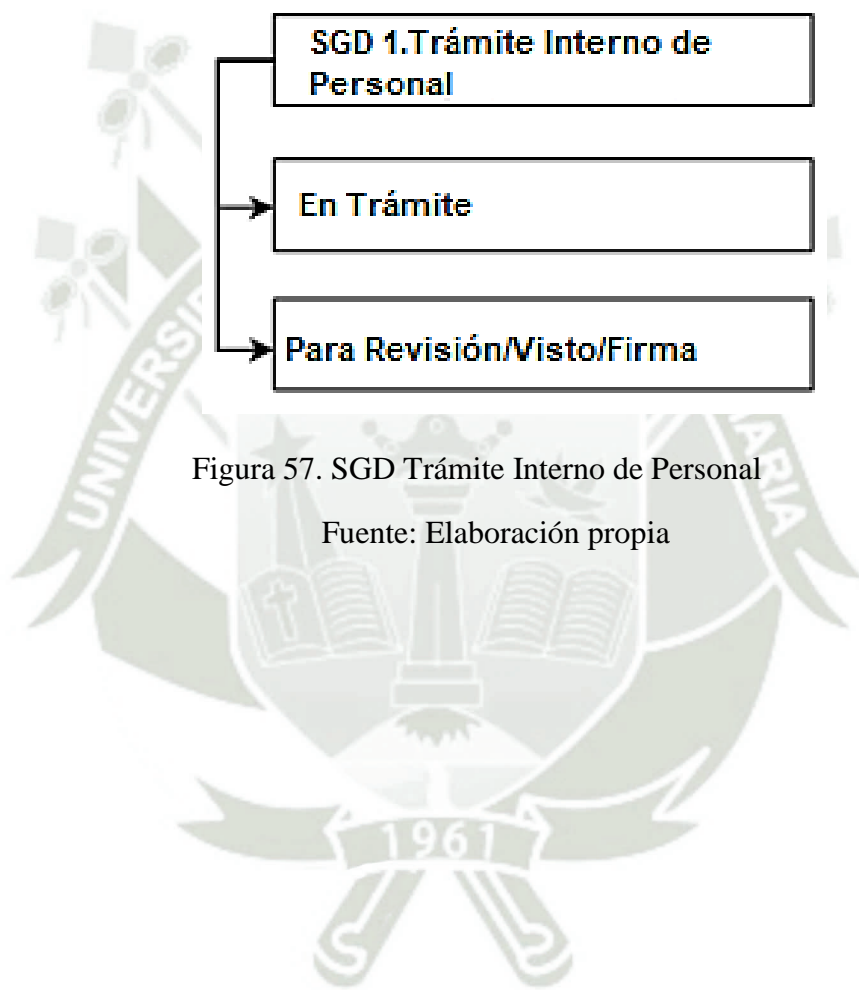 SGD 1.Trámite Interno de
Personal
En Trámite
Para Revisión/Visto/Firma
Figura 57. SGD Trámite Interno de Personal
Fuente: Elaboración propia
1961